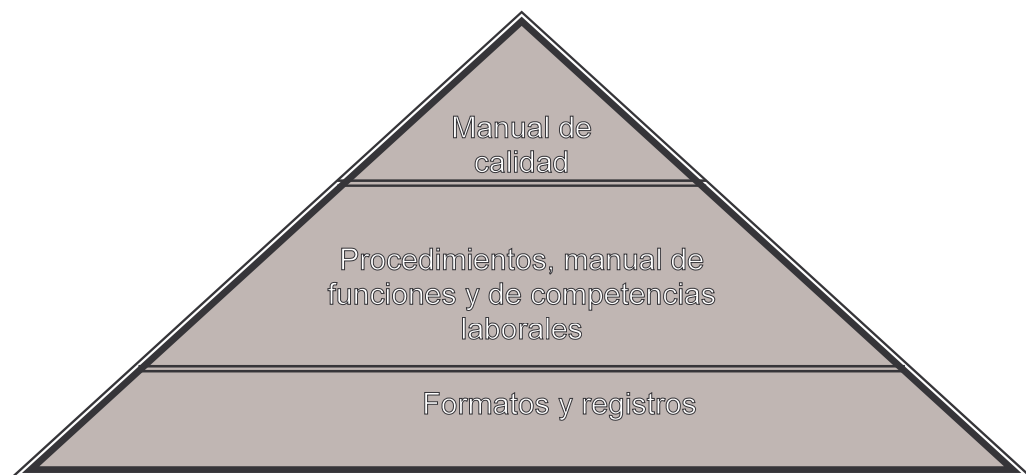 Manual de
calidad
Procedimientos, manual de
funciones y de competencias
laborales
Formatos y registros